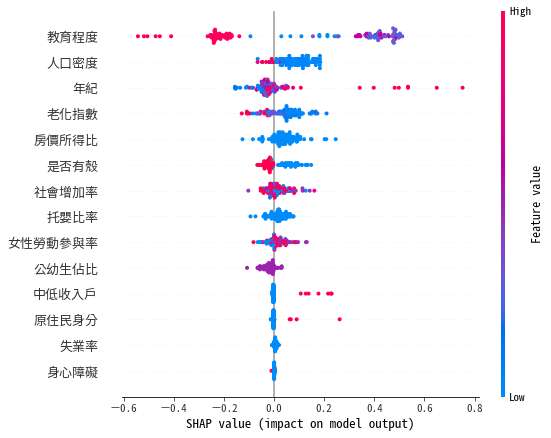 High
教育程度
人口密度
年紀
老化指數
房價所得比
是否有殼
社會增加率
托嬰比率
女性勞動參與率
公幼生佔比
中低收入戶
原住民身分
失業率
身心障礙
Feature value
Low
−0.6 −0.4 −0.2 0.0 0.2 0.4 0.6 0.8
SHAP value (impact on model output)